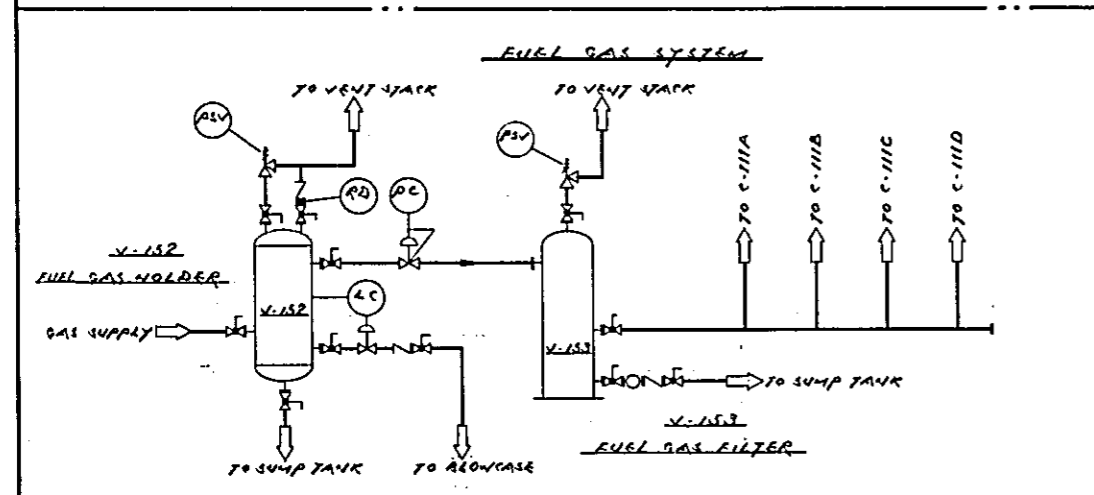 FUEL GAS SYSTEM
TO VENT STACK
TO VENT STACK
PSV
PSV
RD
PC
TO C-111A
TO C-111B
TO C-111C
TO C-111D
V-152
FUEL GAS HOLDER
V-152
LC
GAS SUPPLY
V-153
TO SUMP TANK
V-153
FUEL GAS FILTER
TO SUMP TANK
TO BLOWCASE